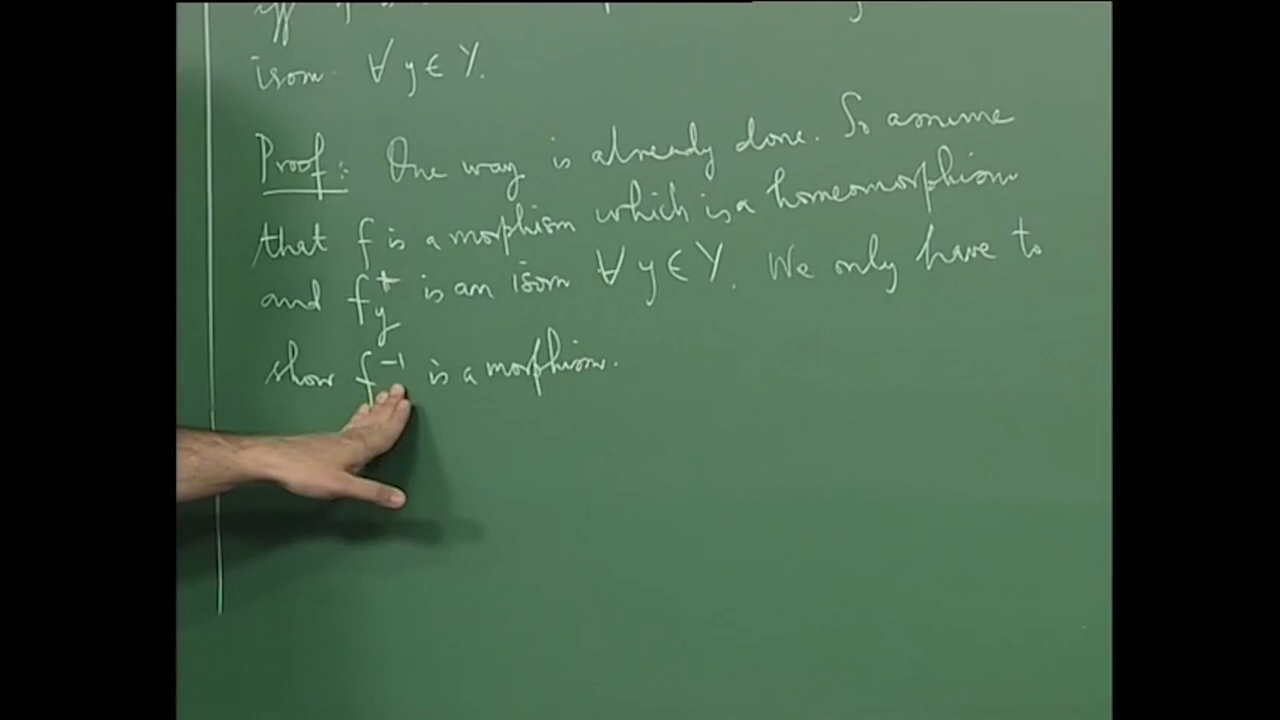 iff f
isom. ∀ y ∈ Y.
Proof: One way is already done. So assume
that f is a morphism which is a homeomorphism
and f_y^* is an isom ∀ y ∈ Y. We only have to
show f^{-1} is a morphism.